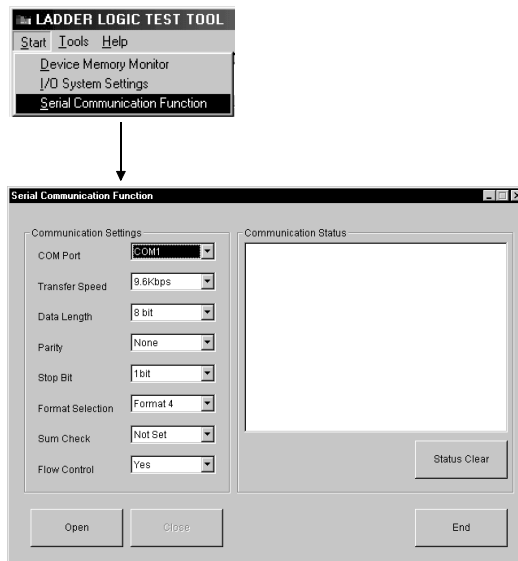 LADDER LOGIC TEST TOOL
Start Tools Help
Device Memory Monitor
I/O System Settings
Serial Communication Function
Serial Communication Function
Communication Settings
COM Port COM1
Transfer Speed 9.6Kbps
Data Length 8 bit
Parity None
Stop Bit 1bit
Format Selection Format 4
Sum Check Not Set
Flow Control Yes
Communication Status
Status Clear
Open Close End